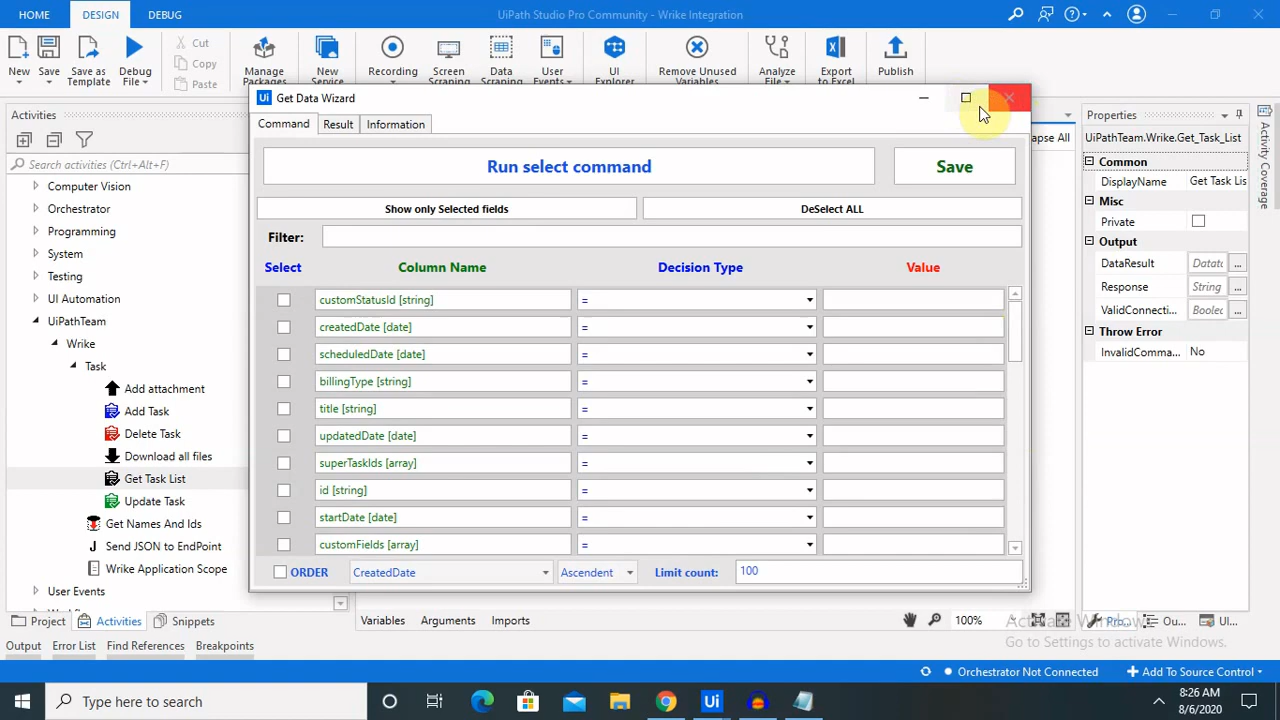 HOME DESIGN DEBUG UiPath Studio Pro Community - Wrike Integration
New Save Save as Template Debug File Cut Copy Paste Manage Packages New Service Recording Screen Scraping Data Scraping User Events UI Explorer Remove Unused Variables Analyze File Export to Excel Publish
Activities
Search activities (Ctrl+Alt+F)
Computer Vision
Orchestrator
Programming
System
Testing
UI Automation
UiPathTeam
Wrike
Task
Add attachment
Add Task
Delete Task
Download all files
Get Task List
Update Task
Get Names And Ids
Send JSON to EndPoint
Wrike Application Scope
User Events
Project Activities Snippets
Output Error List Find References Breakpoints
Ui Get Data Wizard
Command Result Information
Run select command Save
Show only Selected fields DeSelect ALL
Filter:
Select Column Name Decision Type Value
customStatusId [string] =
createdDate [date] =
scheduledDate [date] =
billingType [string] =
title [string] =
updatedDate [date] =
superTaskIds [array] =
id [string] =
startDate [date] =
customFields [array] =
ORDER CreatedDate Ascendent Limit count: 100
Variables Arguments Imports 100%
Properties
UiPathTeam.Wrike.Get_Task_List
Common
DisplayName Get Task Lis
Misc
Private
Output
DataResult Datata ...
Response String ...
ValidConnecti... Boolea ...
Throw Error
InvalidComma... No
Activity Coverage
Pro... Ou... UI...
Activate Windows
Go to Settings to activate Windows.
Orchestrator Not Connected Add To Source Control
Type here to search
Ui
8:26 AM
8/6/2020